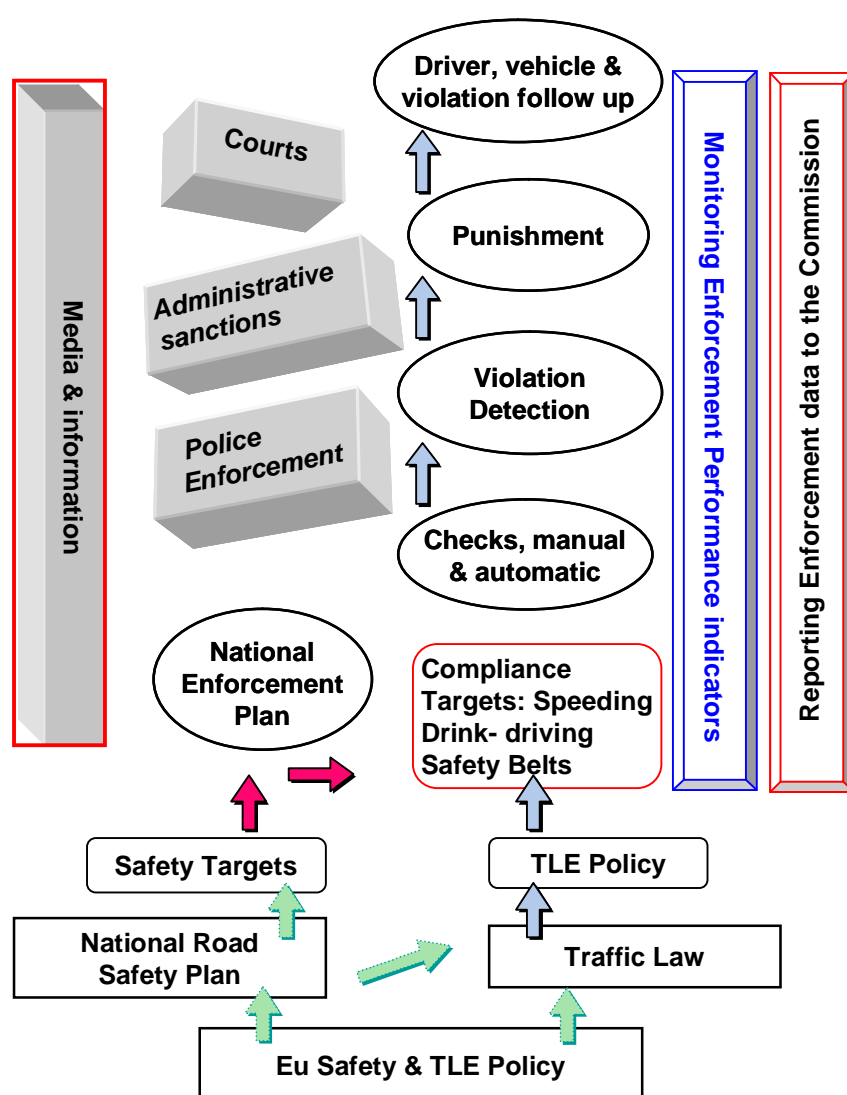 Driver, vehicle &
violation follow up
Courts
Punishment
Administrative
sanctions
Violation
Detection
Police
Enforcement
Checks, manual
& automatic
Media & information
Monitoring Enforcement Performance indicators
Reporting Enforcement data to the Commission
National
Enforcement
Plan
Compliance
Targets: Speeding
Drink- driving
Safety Belts
Safety Targets
TLE Policy
National Road
Safety Plan
Traffic Law
Eu Safety & TLE Policy